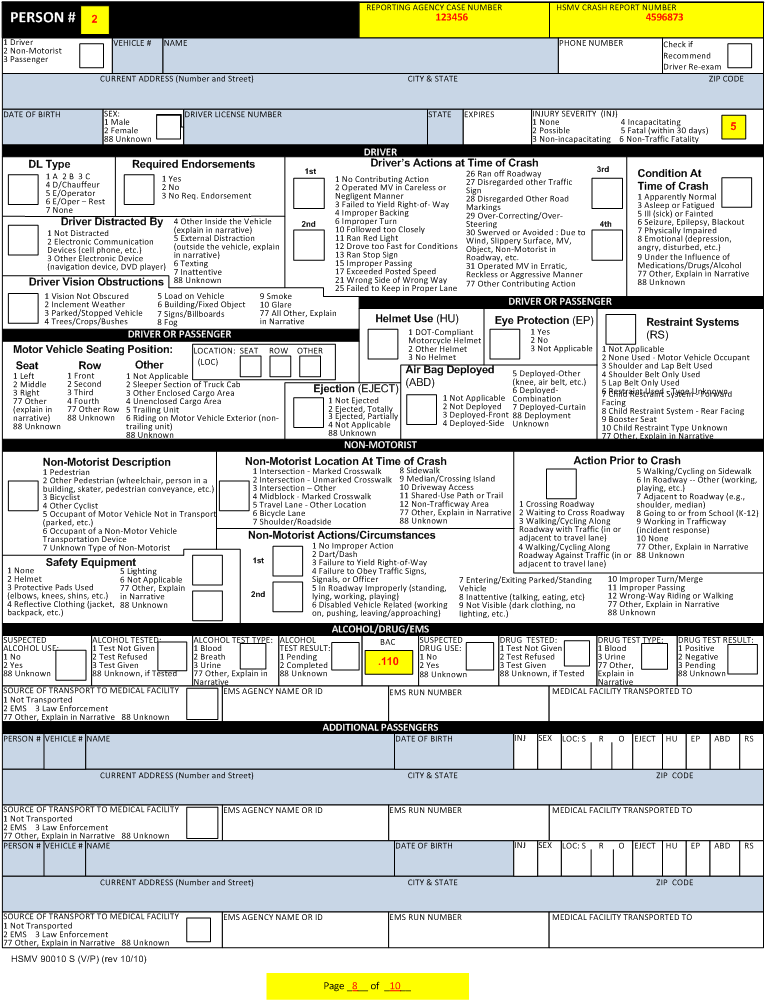 PERSON # 2
REPORTING AGENCY CASE NUMBER
123456
HSMV CRASH REPORT NUMBER
4596873
1 Driver
2 Non-Motorist
3 Passenger
VEHICLE # NAME
PHONE NUMBER
Check if
Recommend
Driver Re-exam
CURRENT ADDRESS (Number and Street) CITY & STATE ZIP CODE
DATE OF BIRTH
SEX:
1 Male
2 Female
88 Unknown
DRIVER LICENSE NUMBER
STATE
EXPIRES
INJURY SEVERITY (INJ)
1 None 4 Incapacitating
2 Possible 5 Fatal (within 30 days)
3 Non-incapacitating 6 Non-Traffic Fatality
5
DRIVER
DL Type
1 A 2 B 3 C
4 D/Chauffeur
5 E/Operator
6 E/Oper – Rest
7 None
Required Endorsements
1 Yes
2 No
3 No Req. Endorsement
Driver Distracted By
1 Not Distracted
2 Electronic Communication
Devices (cell phone, etc.)
3 Other Electronic Device
(navigation device, DVD player)
4 Other Inside the Vehicle
(explain in narrative)
5 External Distraction
(outside the vehicle, explain
in narrative)
6 Texting
7 Inattentive
88 Unknown
Driver Vision Obstructions
1 Vision Not Obscured
2 Inclement Weather
3 Parked/Stopped Vehicle
4 Trees/Crops/Bushes
5 Load on Vehicle
6 Building/Fixed Object
7 Signs/Billboards
8 Fog
9 Smoke
10 Glare
77 All Other, Explain
in Narrative
Driver's Actions at Time of Crash
1st
2nd
1 No Contributing Action
2 Operated MV in Careless or
Negligent Manner
3 Failed to Yield Right-of- Way
4 Improper Backing
6 Improper Turn
10 Followed too Closely
11 Ran Red Light
12 Drove too Fast for Conditions
13 Ran Stop Sign
15 Improper Passing
17 Exceeded Posted Speed
21 Wrong Side of Wrong Way
25 Failed to Keep in Proper Lane
26 Ran off Roadway
27 Disregarded other Traffic
Sign
28 Disregarded Other Road
Markings
29 Over-Correcting/Over-
Steering
30 Swerved or Avoided : Due to
Wind, Slippery Surface, MV,
Object, Non-Motorist in
Roadway, etc.
31 Operated MV in Erratic,
Reckless or Aggressive Manner
77 Other Contributing Action
3rd
4th
Condition At
Time of Crash
1 Apparently Normal
3 Asleep or Fatigued
5 Ill (sick) or Fainted
6 Seizure, Epilepsy, Blackout
7 Physically Impaired
8 Emotional (depression,
angry, disturbed, etc.)
9 Under the Influence of
Medications/Drugs/Alcohol
77 Other, Explain in Narrative
88 Unknown
DRIVER OR PASSENGER
DRIVER OR PASSENGER
Motor Vehicle Seating Position:
LOCATION: SEAT ROW OTHER
(LOC)
Seat
1 Left
2 Middle
3 Right
77 Other
(explain in
narrative)
88 Unknown
Row
1 Front
2 Second
3 Third
4 Fourth
77 Other Row
88 Unknown
Other
1 Not Applicable
2 Sleeper Section of Truck Cab
3 Other Enclosed Cargo Area
4 Unenclosed Cargo Area
5 Trailing Unit
6 Riding on Motor Vehicle Exterior (non-
trailing unit)
88 Unknown
Ejection (EJECT)
1 Not Ejected
2 Ejected, Totally
3 Ejected, Partially
4 Not Applicable
88 Unknown
Helmet Use (HU)
1 DOT-Compliant
Motorcycle Helmet
2 Other Helmet
3 No Helmet
Eye Protection (EP)
1 Yes
2 No
3 Not Applicable
Air Bag Deployed
(ABD)
1 Not Applicable
2 Not Deployed
3 Deployed-Front
4 Deployed-Side
5 Deployed-Other
(knee, air belt, etc.)
6 Deployed-
Combination
7 Deployed-Curtain
88 Deployment
Unknown
Restraint Systems
(RS)
1 Not Applicable
2 None Used - Motor Vehicle Occupant
3 Shoulder and Lap Belt Used
4 Shoulder Belt Only Used
5 Lap Belt Only Used
6 Restraint Used - Type Unknown
7 Child Restraint System - Forward
Facing
8 Child Restraint System - Rear Facing
9 Booster Seat
10 Child Restraint Type Unknown
77 Other, Explain in Narrative
NON-MOTORIST
Non-Motorist Description
1 Pedestrian
2 Other Pedestrian (wheelchair, person in a
building, skater, pedestrian conveyance, etc.)
3 Bicyclist
4 Other Cyclist
5 Occupant of Motor Vehicle Not in Transport
(parked, etc.)
6 Occupant of a Non-Motor Vehicle
Transportation Device
7 Unknown Type of Non-Motorist
Safety Equipment
1 None
2 Helmet
3 Protective Pads Used
(elbows, knees, shins, etc.)
4 Reflective Clothing (jacket,
backpack, etc.)
5 Lighting
6 Not Applicable
77 Other, Explain
in Narrative
88 Unknown
Non-Motorist Location At Time of Crash
1 Intersection - Marked Crosswalk
2 Intersection - Unmarked Crosswalk
3 Intersection – Other
4 Midblock - Marked Crosswalk
5 Travel Lane - Other Location
6 Bicycle Lane
7 Shoulder/Roadside
8 Sidewalk
9 Median/Crossing Island
10 Driveway Access
11 Shared-Use Path or Trail
12 Non-Trafficway Area
77 Other, Explain in Narrative
88 Unknown
Non-Motorist Actions/Circumstances
1st
2nd
1 No Improper Action
2 Dart/Dash
3 Failure to Yield Right-of-Way
4 Failure to Obey Traffic Signs,
Signals, or Officer
5 In Roadway Improperly (standing,
lying, working, playing)
6 Disabled Vehicle Related (working
on, pushing, leaving/approaching)
7 Entering/Exiting Parked/Standing
Vehicle
8 Inattentive (talking, eating, etc)
9 Not Visible (dark clothing, no
lighting, etc.)
10 Improper Turn/Merge
11 Improper Passing
12 Wrong-Way Riding or Walking
77 Other, Explain in Narrative
88 Unknown
Action Prior to Crash
1 Crossing Roadway
2 Waiting to Cross Roadway
3 Walking/Cycling Along
Roadway with Traffic (in or
adjacent to travel lane)
4 Walking/Cycling Along
Roadway Against Traffic (in or
adjacent to travel lane)
5 Walking/Cycling on Sidewalk
6 In Roadway -- Other (working,
playing, etc.)
7 Adjacent to Roadway (e.g.,
shoulder, median)
8 Going to or from School (K-12)
9 Working in Trafficway
(incident response)
10 None
77 Other, Explain in Narrative
88 Unknown
ALCOHOL/DRUG/EMS
SUSPECTED
ALCOHOL USE:
1 No
2 Yes
88 Unknown
ALCOHOL TESTED:
1 Test Not Given
2 Test Refused
3 Test Given
88 Unknown, if Tested
ALCOHOL TEST TYPE:
1 Blood
2 Breath
3 Urine
77 Other, Explain in
Narrative
ALCOHOL
TEST RESULT:
1 Pending
2 Completed
88 Unknown
BAC
.110
SUSPECTED
DRUG USE:
1 No
2 Yes
88 Unknown
DRUG TESTED:
1 Test Not Given
2 Test Refused
3 Test Given
88 Unknown, if Tested
DRUG TEST TYPE:
1 Blood
3 Urine
77 Other,
Explain in
Narrative
DRUG TEST RESULT:
1 Positive
2 Negative
3 Pending
88 Unknown
SOURCE OF TRANSPORT TO MEDICAL FACILITY
1 Not Transported
2 EMS 3 Law Enforcement
77 Other, Explain in Narrative 88 Unknown
EMS AGENCY NAME OR ID
EMS RUN NUMBER
MEDICAL FACILITY TRANSPORTED TO
ADDITIONAL PASSENGERS
PERSON # VEHICLE # NAME DATE OF BIRTH INJ SEX LOC: S R O EJECT HU EP ABD RS
CURRENT ADDRESS (Number and Street) CITY & STATE ZIP CODE
SOURCE OF TRANSPORT TO MEDICAL FACILITY
1 Not Transported
2 EMS 3 Law Enforcement
77 Other, Explain in Narrative 88 Unknown
EMS AGENCY NAME OR ID
EMS RUN NUMBER
MEDICAL FACILITY TRANSPORTED TO
PERSON # VEHICLE # NAME DATE OF BIRTH INJ SEX LOC: S R O EJECT HU EP ABD RS
CURRENT ADDRESS (Number and Street) CITY & STATE ZIP CODE
SOURCE OF TRANSPORT TO MEDICAL FACILITY
1 Not Transported
2 EMS 3 Law Enforcement
77 Other, Explain in Narrative 88 Unknown
EMS AGENCY NAME OR ID
EMS RUN NUMBER
MEDICAL FACILITY TRANSPORTED TO
HSMV 90010 S (V/P) (rev 10/10)
Page 8 of 10